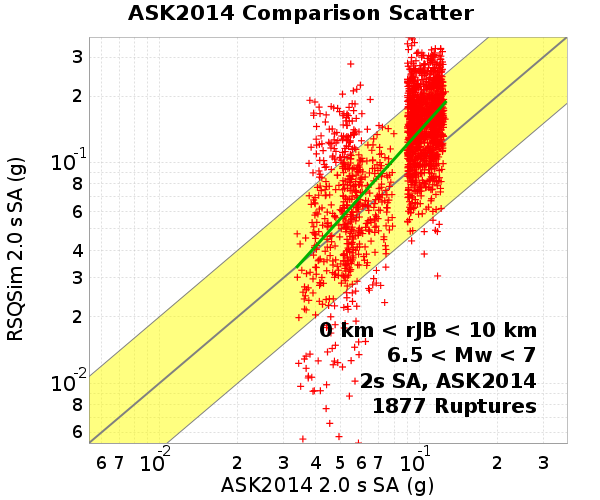 ASK2014 Comparison Scatter
RSQSim 2.0 s SA (g)
3
2
10^-1
8
6
4
3
2
10^-2
8
6
0 km < rJB < 10 km
6.5 < Mw < 7
2s SA, ASK2014
1877 Ruptures
6 7 10^-2 2 3 4 5 6 7 10^-1 2 3
ASK2014 2.0 s SA (g)